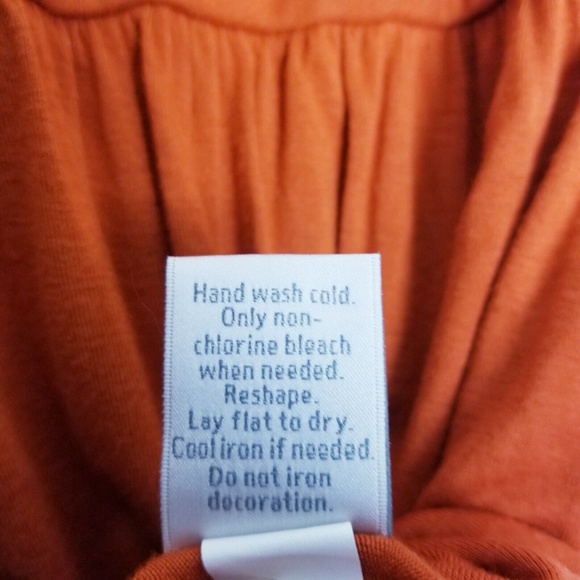 Hand wash cold.
Only non-
chlorine bleach
when needed.
Reshape.
Lay flat to dry.
Cool iron if needed.
Do not iron
decoration.